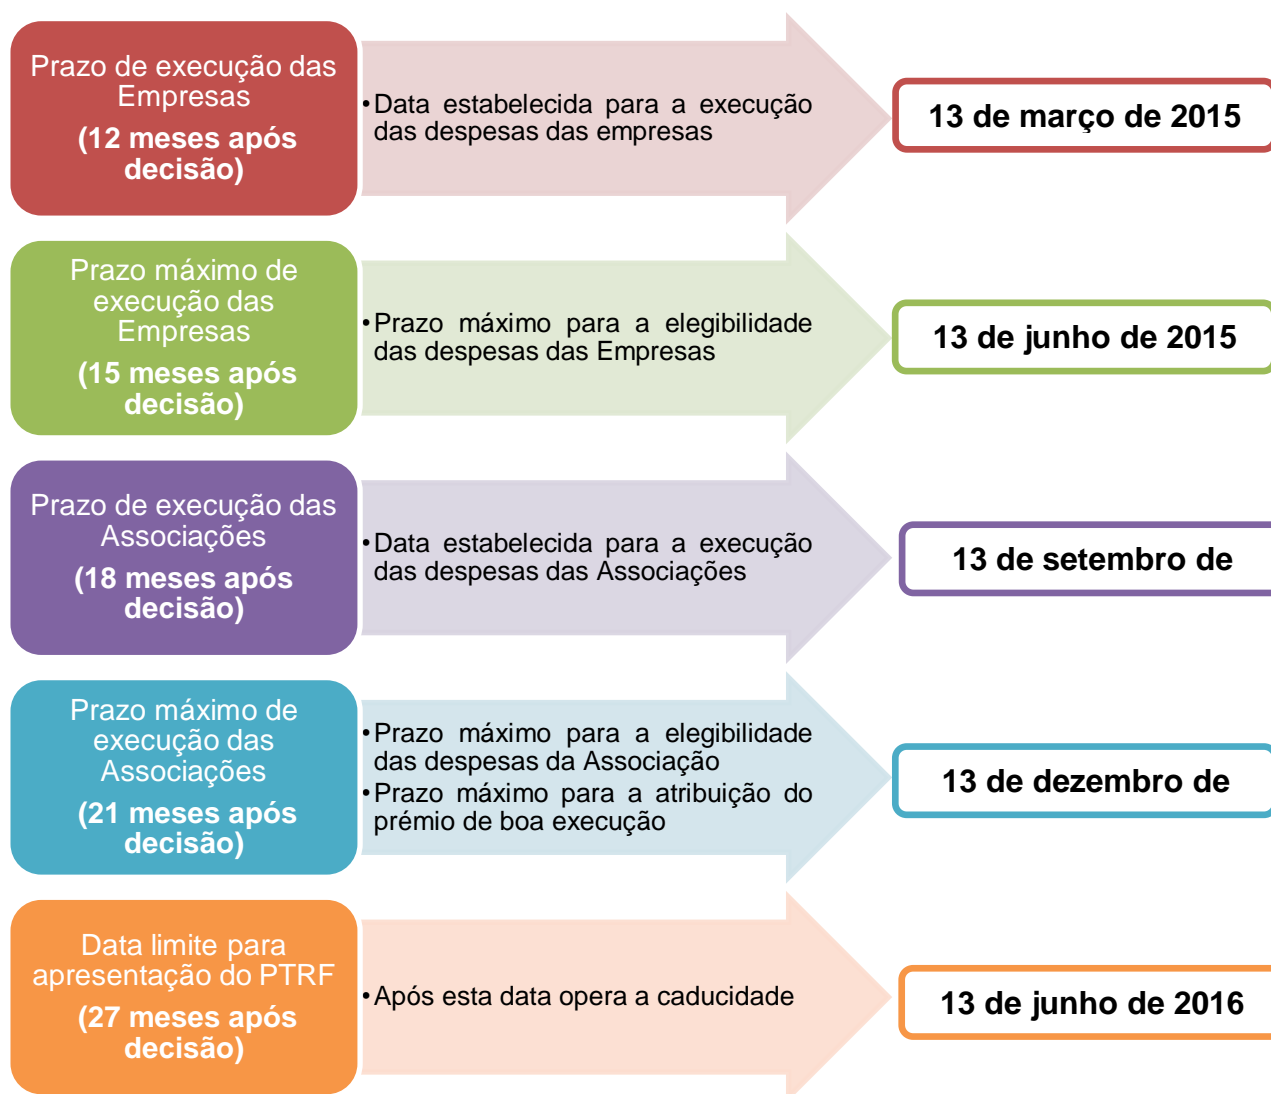 Prazo de execução das
Empresas
(12 meses após
decisão)
•Data estabelecida para a execução
das despesas das empresas
13 de março de 2015
Prazo máximo de
execução das
Empresas
(15 meses após
decisão)
•Prazo máximo para a elegibilidade
das despesas das Empresas
13 de junho de 2015
Prazo de execução das
Associações
(18 meses após
decisão)
•Data estabelecida para a execução
das despesas das Associações
13 de setembro de
Prazo máximo de
execução das
Associações
(21 meses após
decisão)
•Prazo máximo para a elegibilidade
das despesas da Associação
•Prazo máximo para a atribuição do
prémio de boa execução
13 de dezembro de
Data limite para
apresentação do PTRF
(27 meses após
decisão)
•Após esta data opera a caducidade
13 de junho de 2016